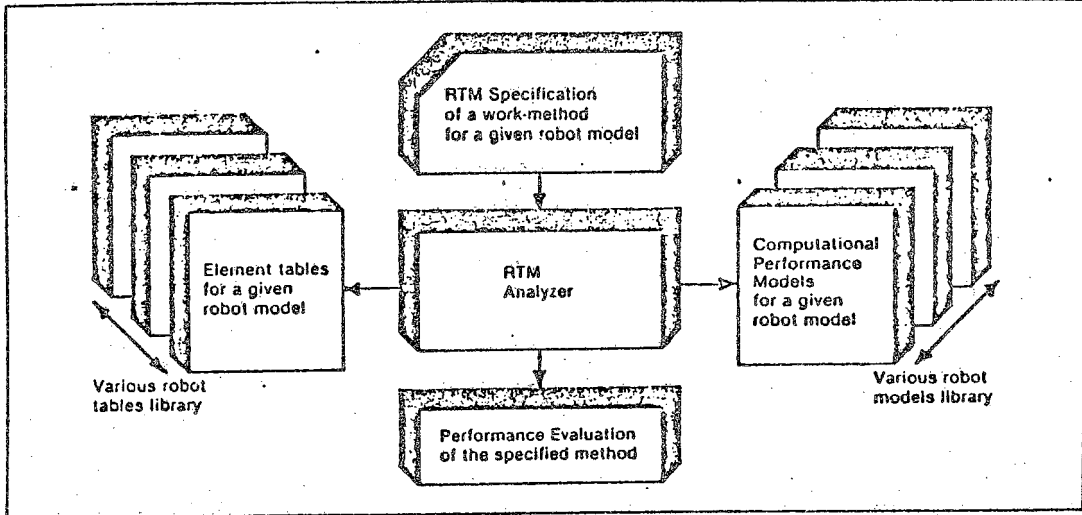 RTM Specification
of a work-method
for a given robot model
Element tables
for a given
robot model
RTM
Analyzer
Computational
Performance
Models
for a given
robot model
Various robot
tables library
Various robot
models library
Performance Evaluation
of the specified method